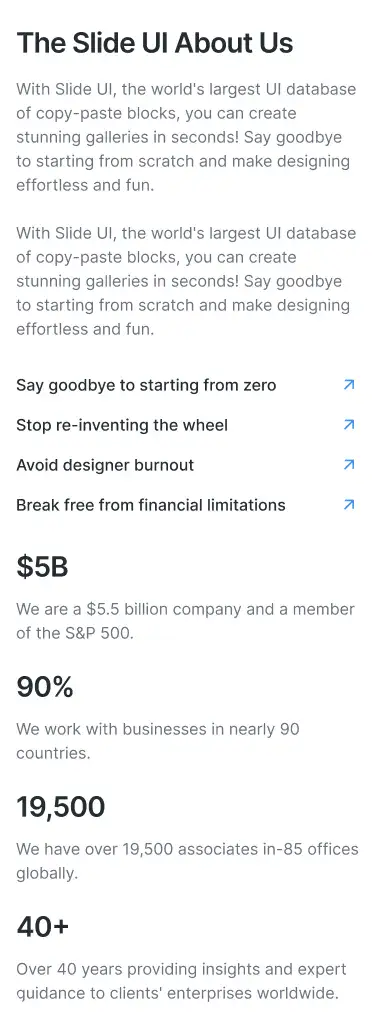 The Slide UI About Us
With Slide UI, the world's largest UI database
of copy-paste blocks, you can create
stunning galleries in seconds! Say goodbye
to starting from scratch and make designing
effortless and fun.
With Slide UI, the world's largest UI database
of copy-paste blocks, you can create
stunning galleries in seconds! Say goodbye
to starting from scratch and make designing
effortless and fun.
Say goodbye to starting from zero
Stop re-inventing the wheel
Avoid designer burnout
Break free from financial limitations
$5B
We are a $5.5 billion company and a member
of the S&P 500.
90%
We work with businesses in nearly 90
countries.
19,500
We have over 19,500 associates in-85 offices
globally.
40+
Over 40 years providing insights and expert
guidance to clients' enterprises worldwide.